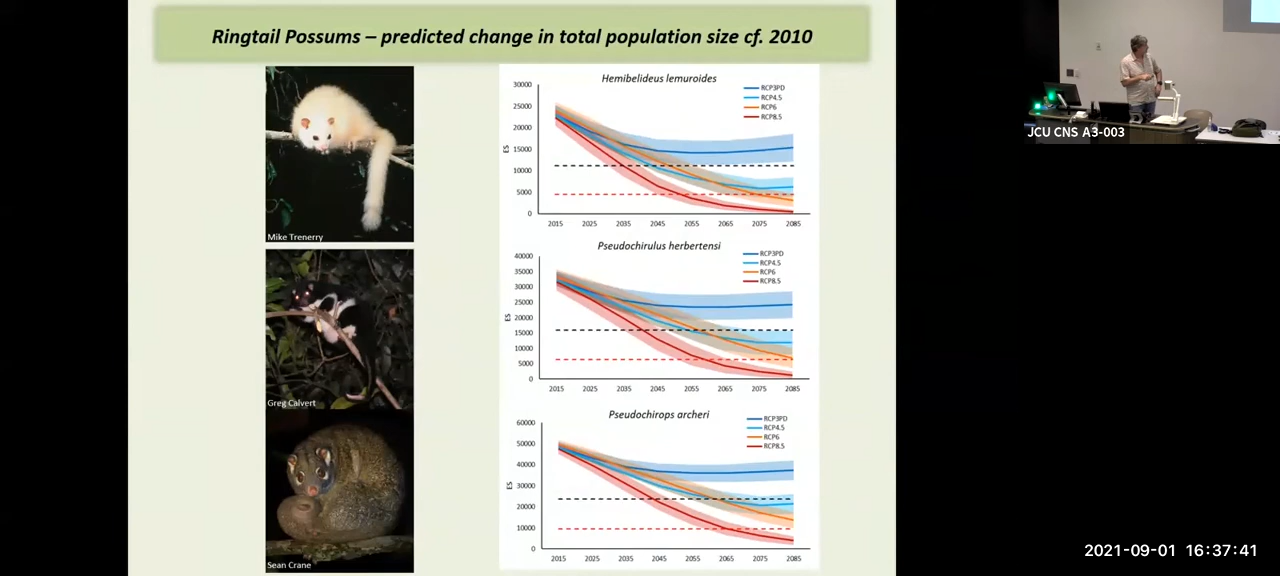 Ringtail Possums – predicted change in total population size cf. 2010
Mike Trenerry
Greg Calvert
Sean Crane
Hemibelideus lemuroides
RCP3PD
RCP4.5
RCP6
RCP8.5
30000
25000
20000
15000
10000
5000
0
ES
2015 2025 2035 2045 2055 2065 2075 2085
Pseudochirulus herbertensi
RCP3PD
RCP4.5
RCP6
RCP8.5
40000
35000
30000
25000
20000
15000
10000
5000
0
ES
2015 2025 2035 2045 2055 2065 2075 2085
Pseudochirops archeri
RCP3PD
RCP4.5
RCP6
RCP8.5
60000
50000
40000
30000
20000
10000
0
ES
2015 2025 2035 2045 2055 2065 2075 2085
JCU CNS A3-003
2021-09-01 16:37:41